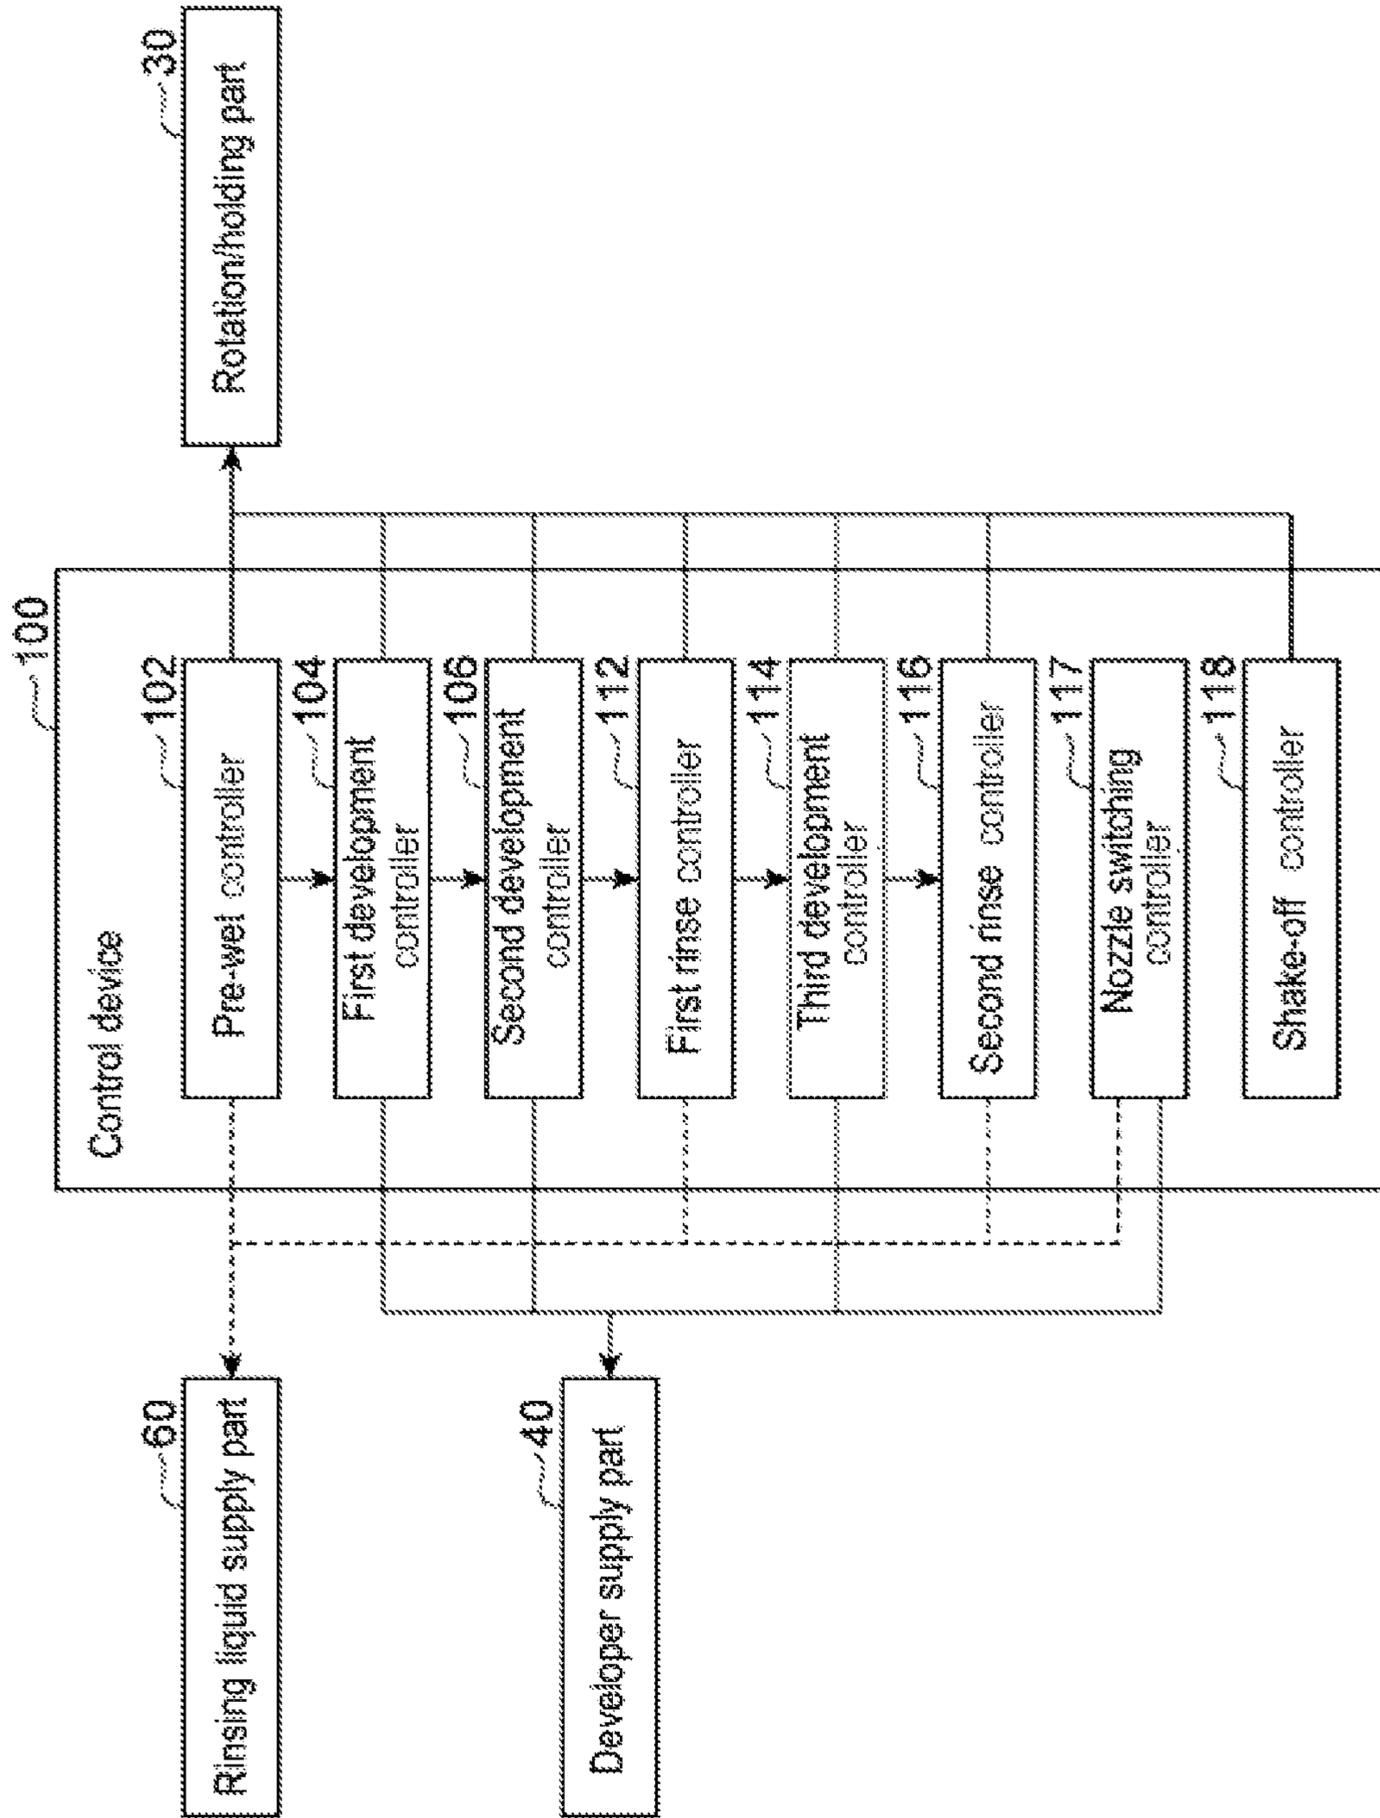 100
Control device
60
Rinsing liquid supply part
102
Pre-wet controller
30
Rotation/holding part
104
First development
controller
106
Second development
controller
40
Developer supply part
112
First rinse controller
114
Third development
controller
116
Second rinse controller
117
Nozzle switching
controller
118
Shake-off controller